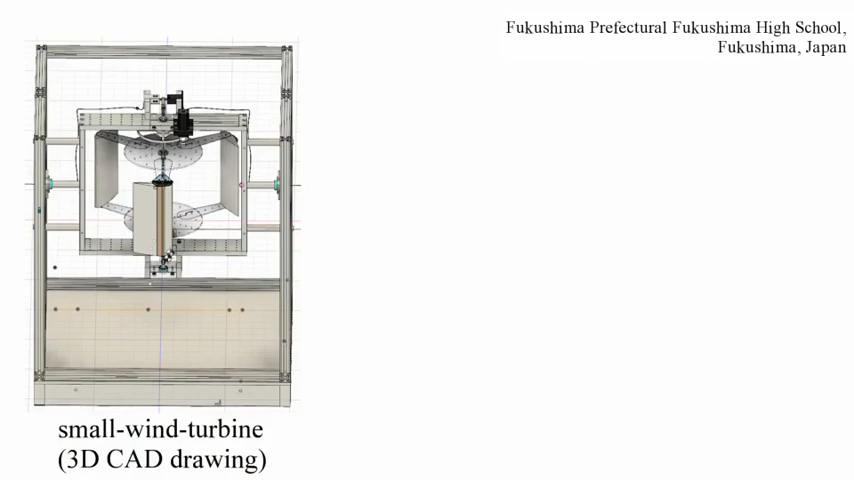 Fukushima Prefectural Fukushima High School,
Fukushima, Japan
small-wind-turbine
(3D CAD drawing)